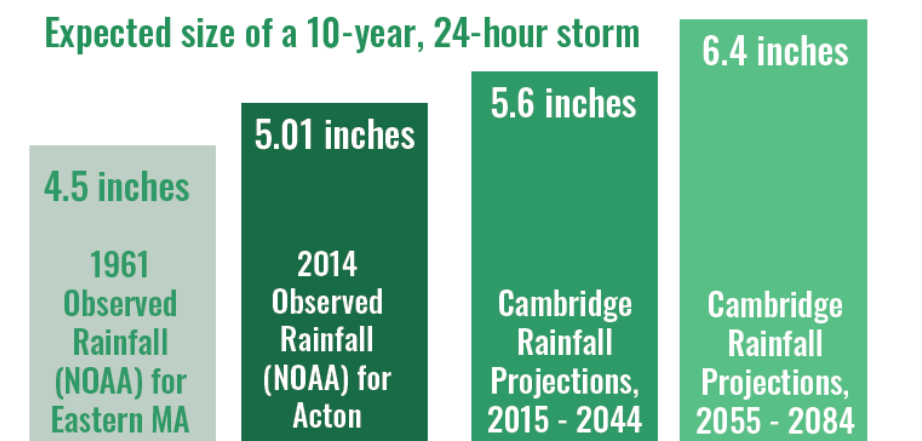 Expected size of a 10-year, 24-hour storm
4.5 inches
1961
Observed
Rainfall
(NOAA) for
Eastern MA
5.01 inches
2014
Observed
Rainfall
(NOAA) for
Acton
5.6 inches
Cambridge
Rainfall
Projections,
2015 - 2044
6.4 inches
Cambridge
Rainfall
Projections,
2055 - 2084